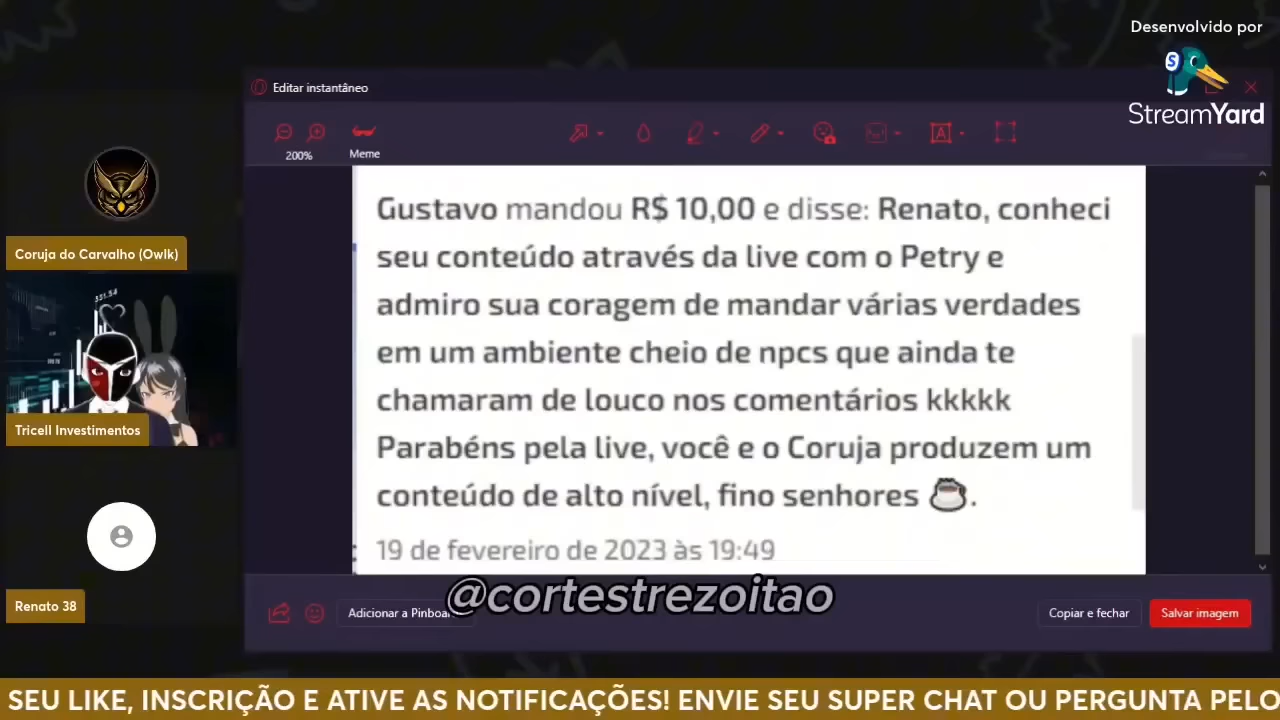 Desenvolvido por
StreamYard
Editar instantâneo
200%
Meme
Coruja do Carvalho (Owlk)
331.54
Tricell Investimentos
Renato 38
Gustavo mandou R$ 10,00 e disse: Renato, conheci
seu conteúdo através da live com o Petry e
admiro sua coragem de mandar várias verdades
em um ambiente cheio de npcs que ainda te
chamaram de louco nos comentários kkkkk
Parabéns pela live, você e o Coruja produzem um
conteúdo de alto nível, fino senhores ☕.
19 de fevereiro de 2023 às 19:49
@cortestrezoitao
Adicionar a Pinboar
Copiar e fechar
Salvar imagem
SEU LIKE, INSCRIÇÃO E ATIVE AS NOTIFICAÇÕES! ENVIE SEU SUPER CHAT OU PERGUNTA PELO